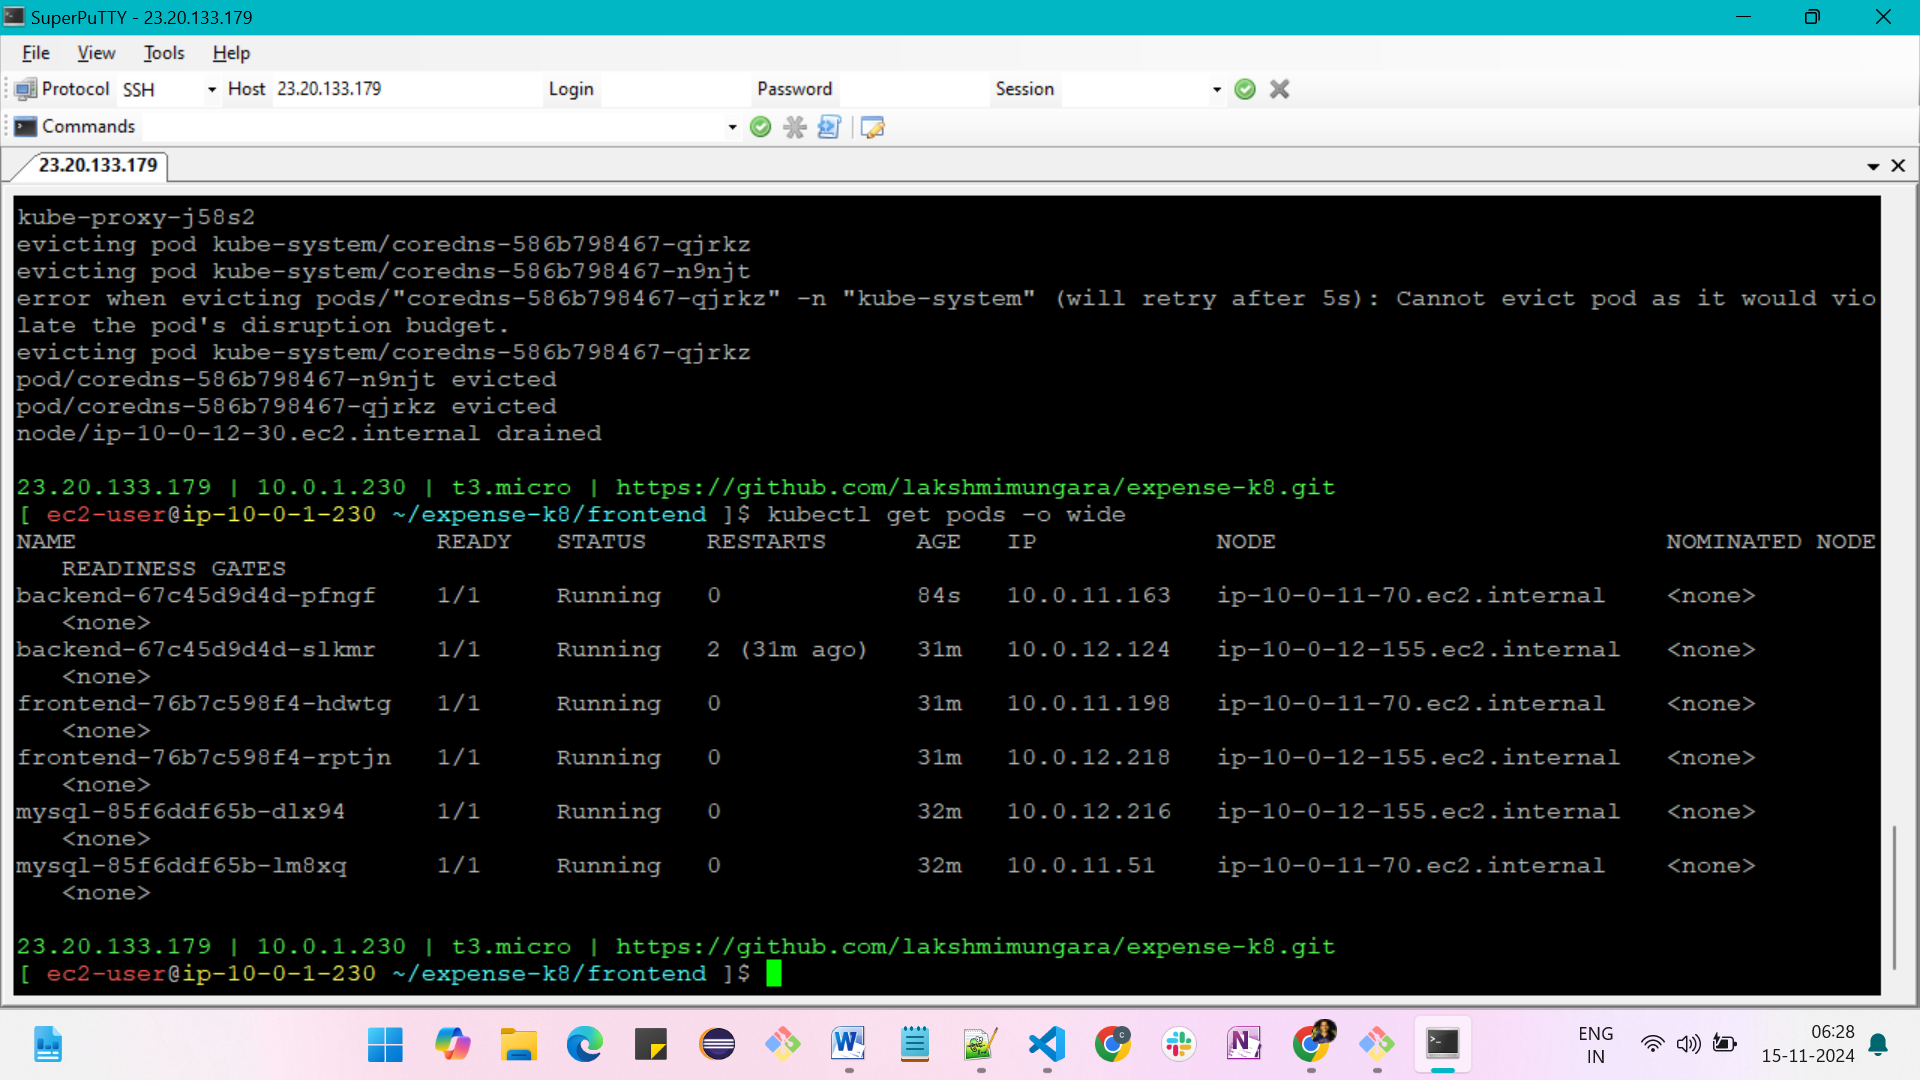 SuperPuTTY - 23.20.133.179
File View Tools Help
Protocol SSH Host 23.20.133.179 Login Password Session
Commands
23.20.133.179
kube-proxy-j58s2
evicting pod kube-system/coredns-586b798467-qjrkz
evicting pod kube-system/coredns-586b798467-n9njt
error when evicting pods/"coredns-586b798467-qjrkz" -n "kube-system" (will retry after 5s): Cannot evict pod as it would vio
late the pod's disruption budget.
evicting pod kube-system/coredns-586b798467-qjrkz
pod/coredns-586b798467-n9njt evicted
pod/coredns-586b798467-qjrkz evicted
node/ip-10-0-12-30.ec2.internal drained
23.20.133.179 | 10.0.1.230 | t3.micro | https://github.com/lakshmimungara/expense-k8.git
[ ec2-user@ip-10-0-1-230 ~/expense-k8/frontend ]$ kubectl get pods -o wide
NAME READY STATUS RESTARTS AGE IP NODE NOMINATED NODE
READINESS GATES
backend-67c45d9d4d-pfngf 1/1 Running 0 84s 10.0.11.163 ip-10-0-11-70.ec2.internal <none>
<none>
backend-67c45d9d4d-slkmr 1/1 Running 2 (31m ago) 31m 10.0.12.124 ip-10-0-12-155.ec2.internal <none>
<none>
frontend-76b7c598f4-hdwtg 1/1 Running 0 31m 10.0.11.198 ip-10-0-11-70.ec2.internal <none>
<none>
frontend-76b7c598f4-rptjn 1/1 Running 0 31m 10.0.12.218 ip-10-0-12-155.ec2.internal <none>
<none>
mysql-85f6ddf65b-dlx94 1/1 Running 0 32m 10.0.12.216 ip-10-0-12-155.ec2.internal <none>
<none>
mysql-85f6ddf65b-lm8xq 1/1 Running 0 32m 10.0.11.51 ip-10-0-11-70.ec2.internal <none>
<none>
23.20.133.179 | 10.0.1.230 | t3.micro | https://github.com/lakshmimungara/expense-k8.git
[ ec2-user@ip-10-0-1-230 ~/expense-k8/frontend ]$
ENG 06:28
IN 15-11-2024